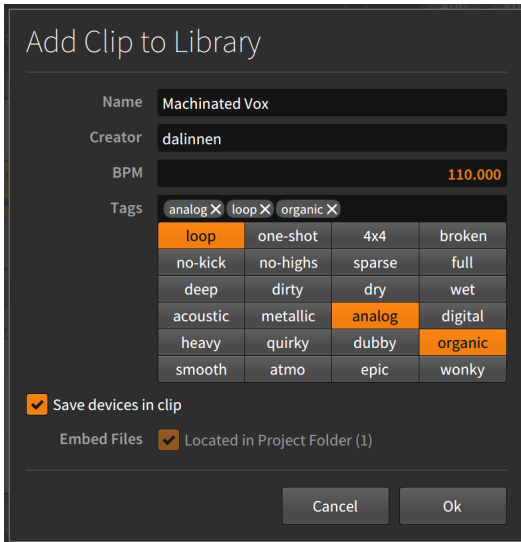 Add Clip to Library
Name Machinated Vox
Creator dalinnen
BPM 110.000
Tags analog loop organic
loop one-shot 4x4 broken
no-kick no-highs sparse full
deep dirty dry wet
acoustic metallic analog digital
heavy quirky dubby organic
smooth atmo epic wonky
Save devices in clip
Embed Files Located in Project Folder (1)
Cancel Ok